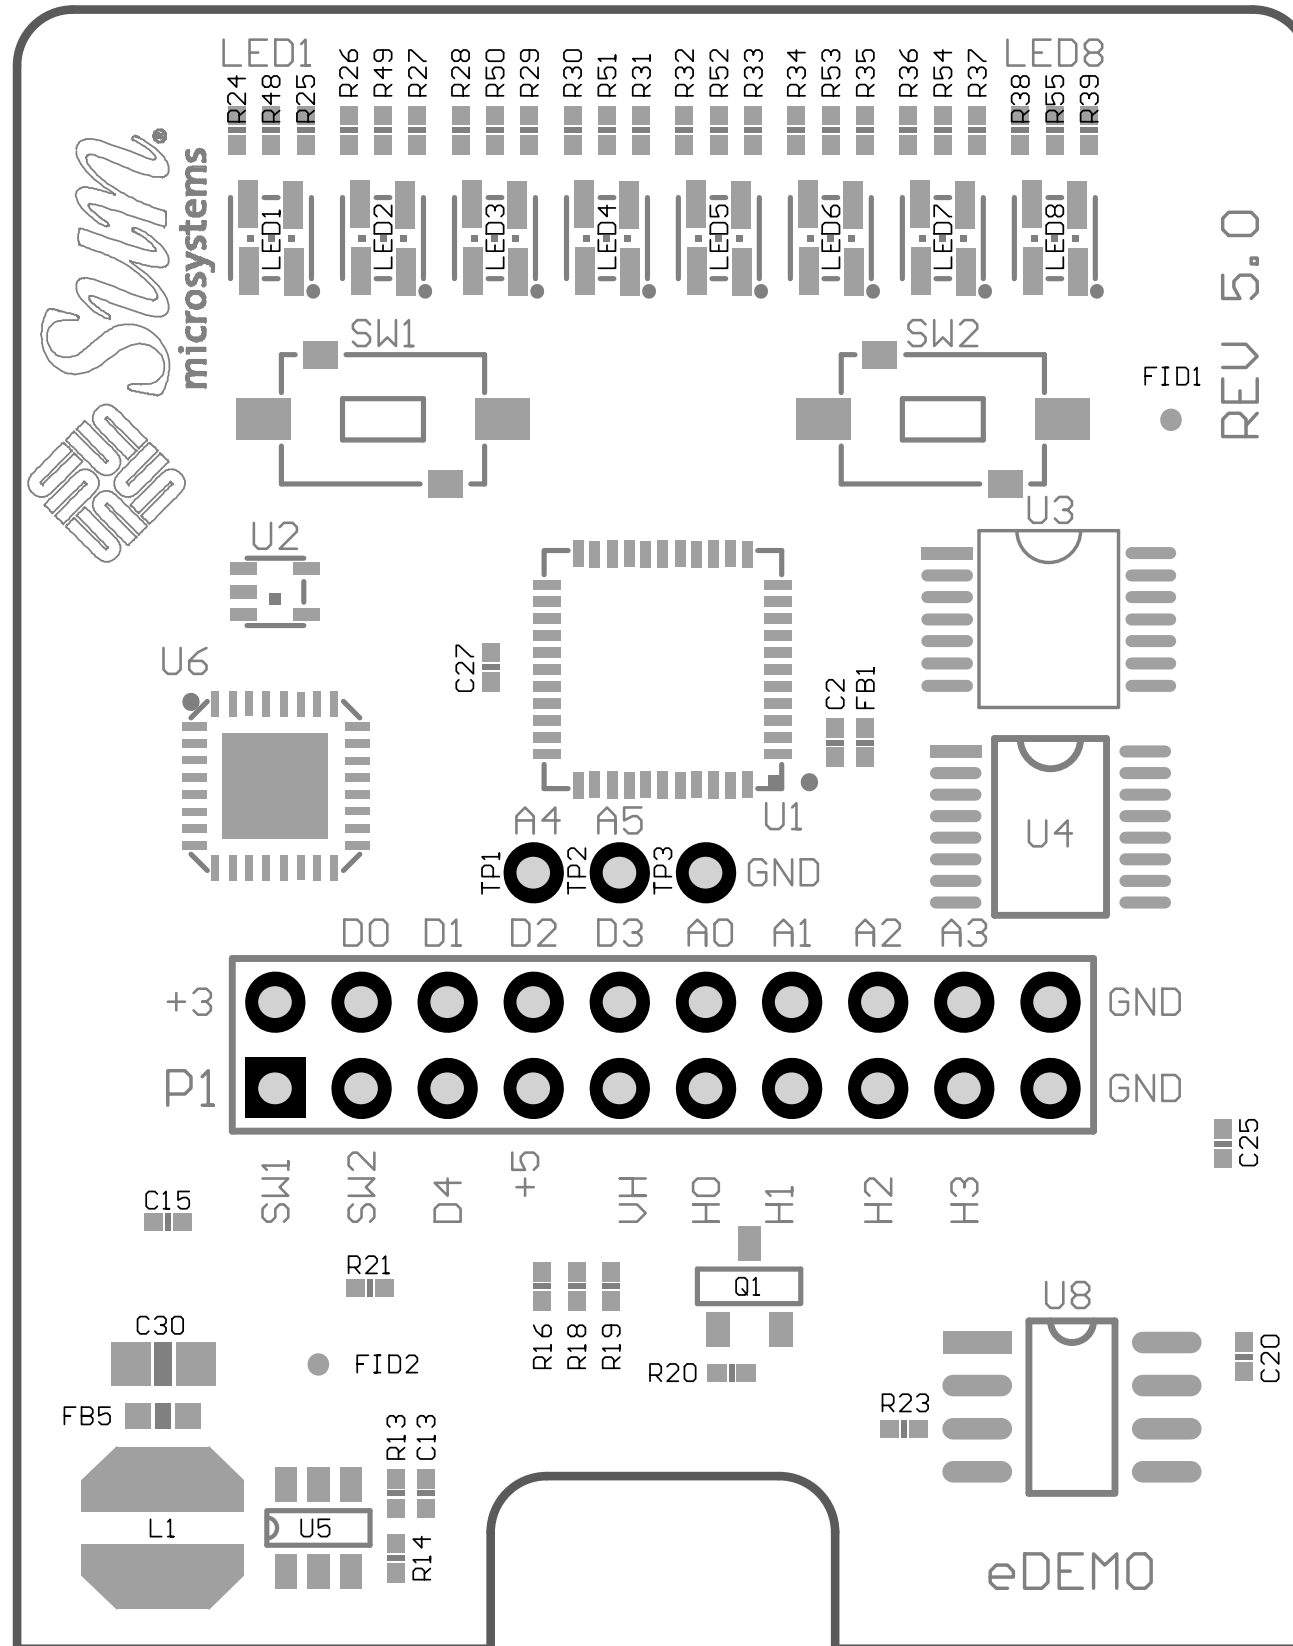 LED1 LED8
R24 R48 R25 R26 R49 R27 R28 R50 R29 R30 R51 R31 R32 R52 R33 R34 R53 R35 R36 R54 R37 R38 R55 R39
Sun
microsystems
LED1 LED2 LED3 LED4 LED5 LED6 LED7 LED8
REV 5.0
SW1 SW2
FID1
U3
U2
U6
C27
C2 FB1
U1
U4
A4 A5
TP1 TP2 TP3 GND
D0 D1 D2 D3 A0 A1 A2 A3
+3 GND
P1 GND
C25
SW1 SW2 D4 +5 VH H0 H1 H2 H3
C15
R21
Q1
U8
C30
R16 R18 R19
C20
FID2
R20
R23
FB5
R13 C13
L1 U5
R14
eDEMO